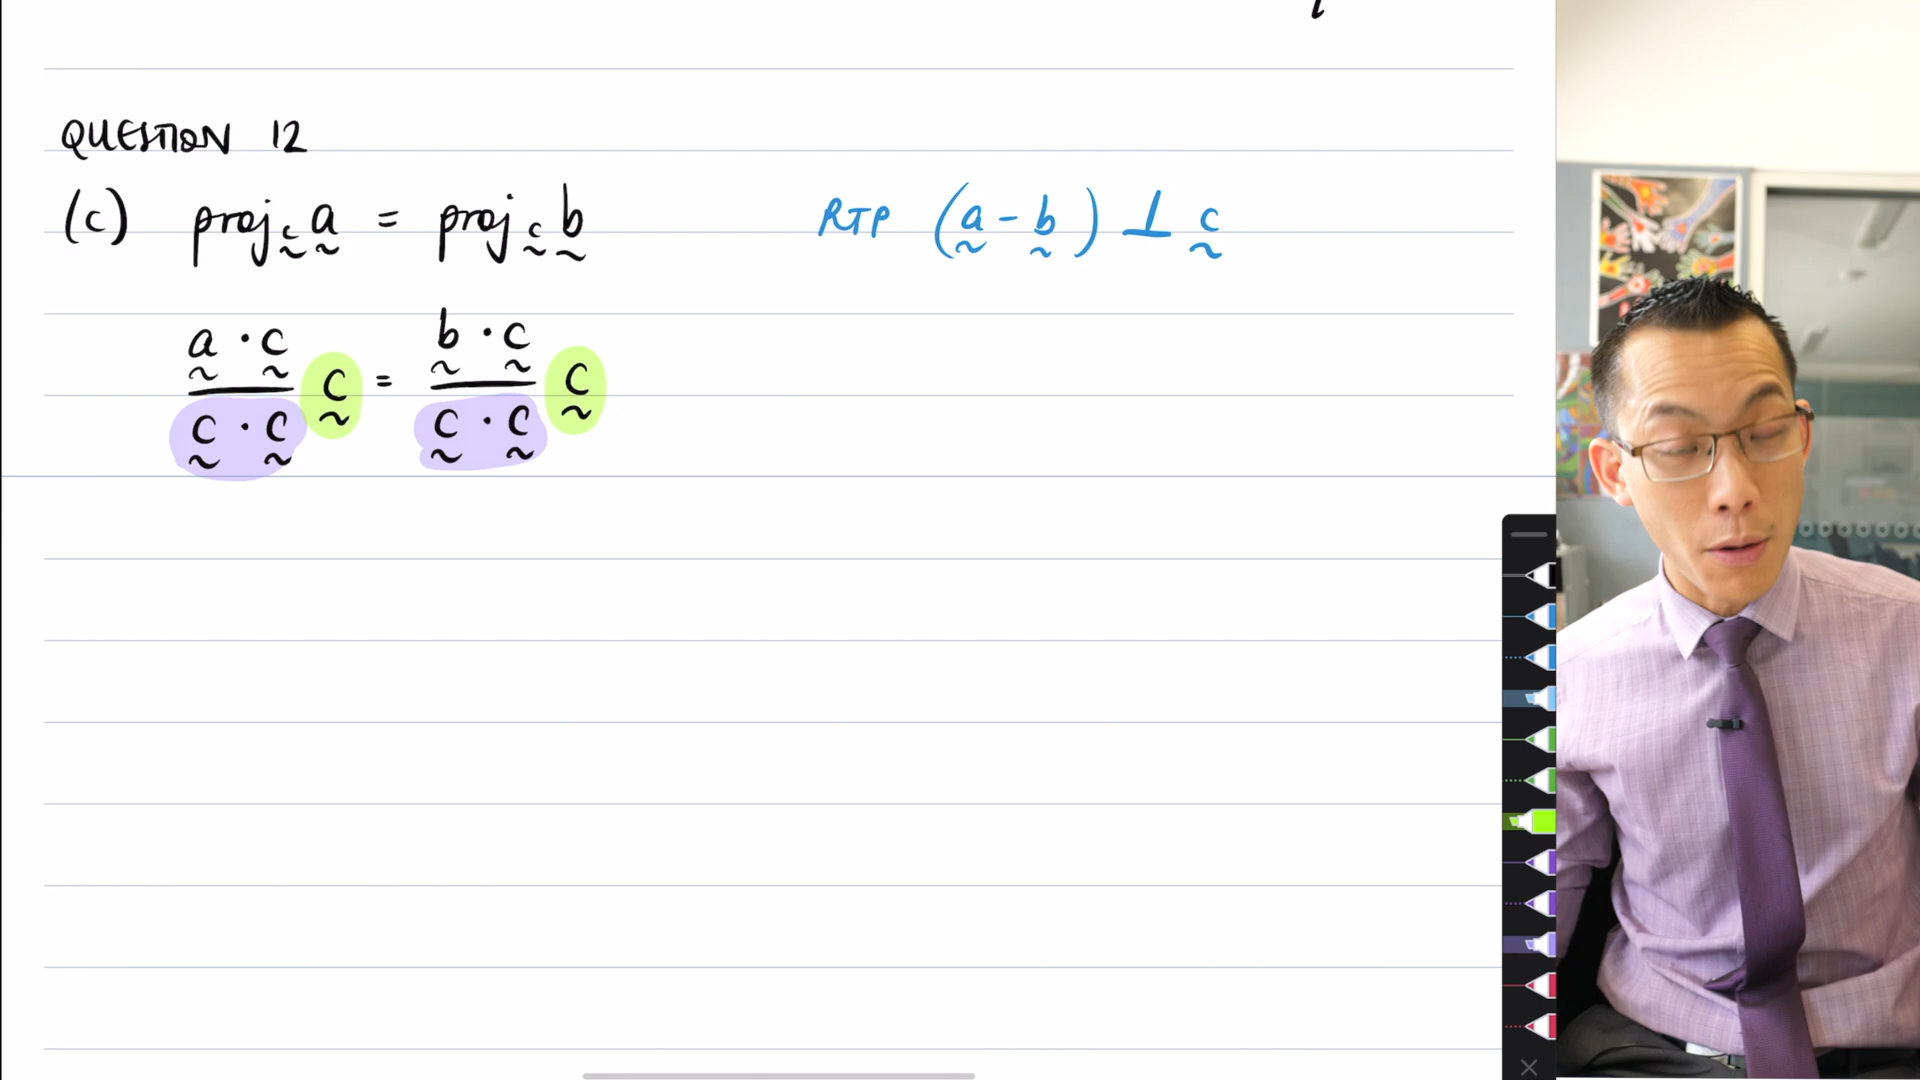 QUESTION 12
(c) proj_c̰ a̰ = proj_c̰ b̰
RTP (a̰ - b̰) ⊥ c̰
a̰ · c̰ / c̰ · c̰ c̰ = b̰ · c̰ / c̰ · c̰ c̰